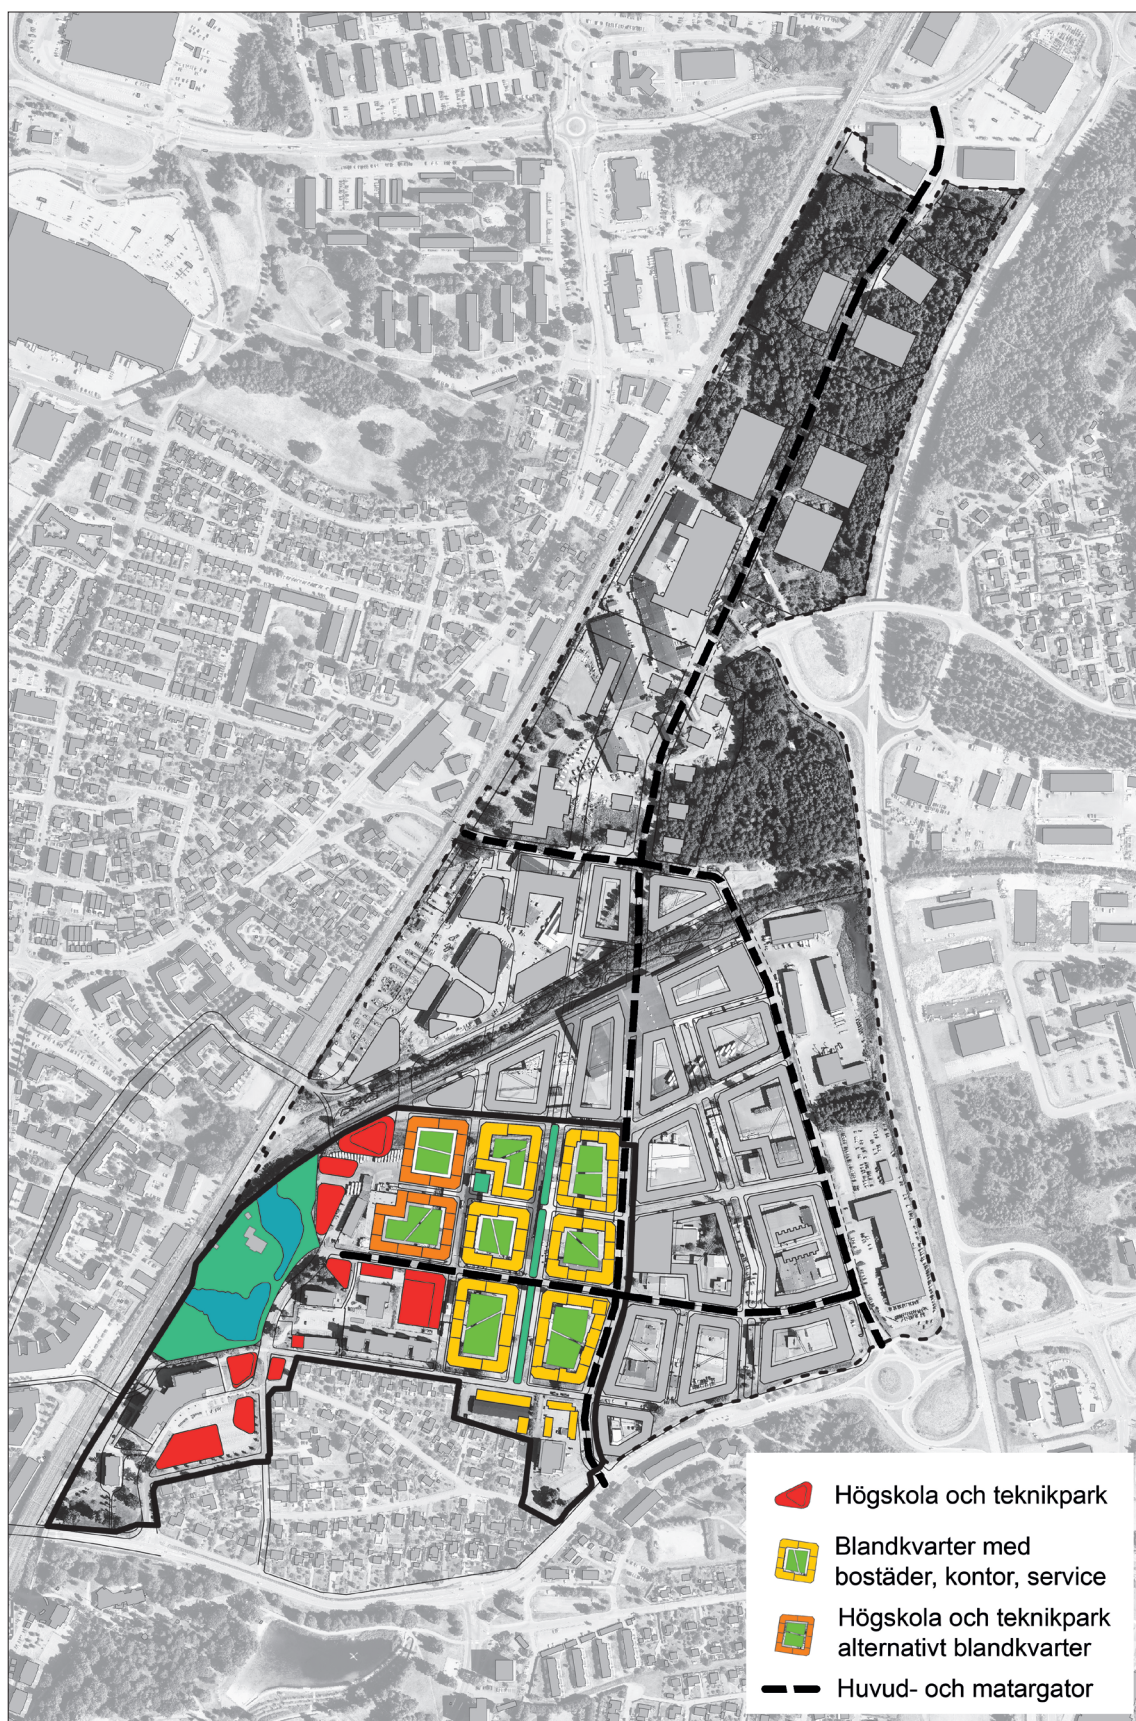 Högskola och teknikpark
Blandkvarter med
bostäder, kontor, service
Högskola och teknikpark
alternativt blandkvarter
Huvud- och matargator